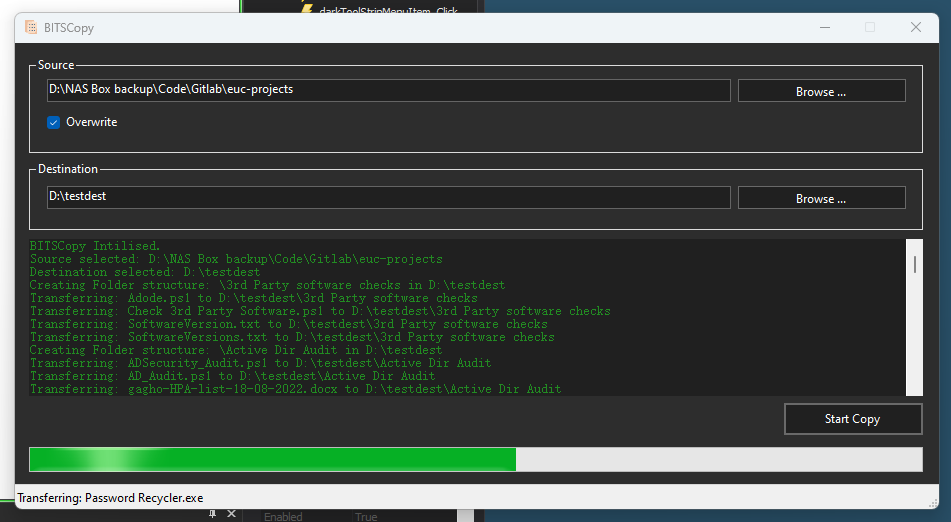 darkToolStripMenuItem_Click
BITSCopy
Source
D:\NAS Box backup\Code\Gitlab\euc-projects
Browse ...
Overwrite
Destination
D:\testdest
Browse ...
BITSCopy Intilised.
Source selected: D:\NAS Box backup\Code\Gitlab\euc-projects
Destination selected: D:\testdest
Creating Folder structure: \3rd Party software checks in D:\testdest
Transferring: Adode.ps1 to D:\testdest\3rd Party software checks
Transferring: Check 3rd Party Software.ps1 to D:\testdest\3rd Party software checks
Transferring: SoftwareVersion.txt to D:\testdest\3rd Party software checks
Transferring: SoftwareVersions.txt to D:\testdest\3rd Party software checks
Creating Folder structure: \Active Dir Audit in D:\testdest
Transferring: ADSecurity_Audit.ps1 to D:\testdest\Active Dir Audit
Transferring: AD_Audit.ps1 to D:\testdest\Active Dir Audit
Transferring: gagho-HPA-list-18-08-2022.docx to D:\testdest\Active Dir Audit
Start Copy
Transferring: Password Recycler.exe
Enabled True